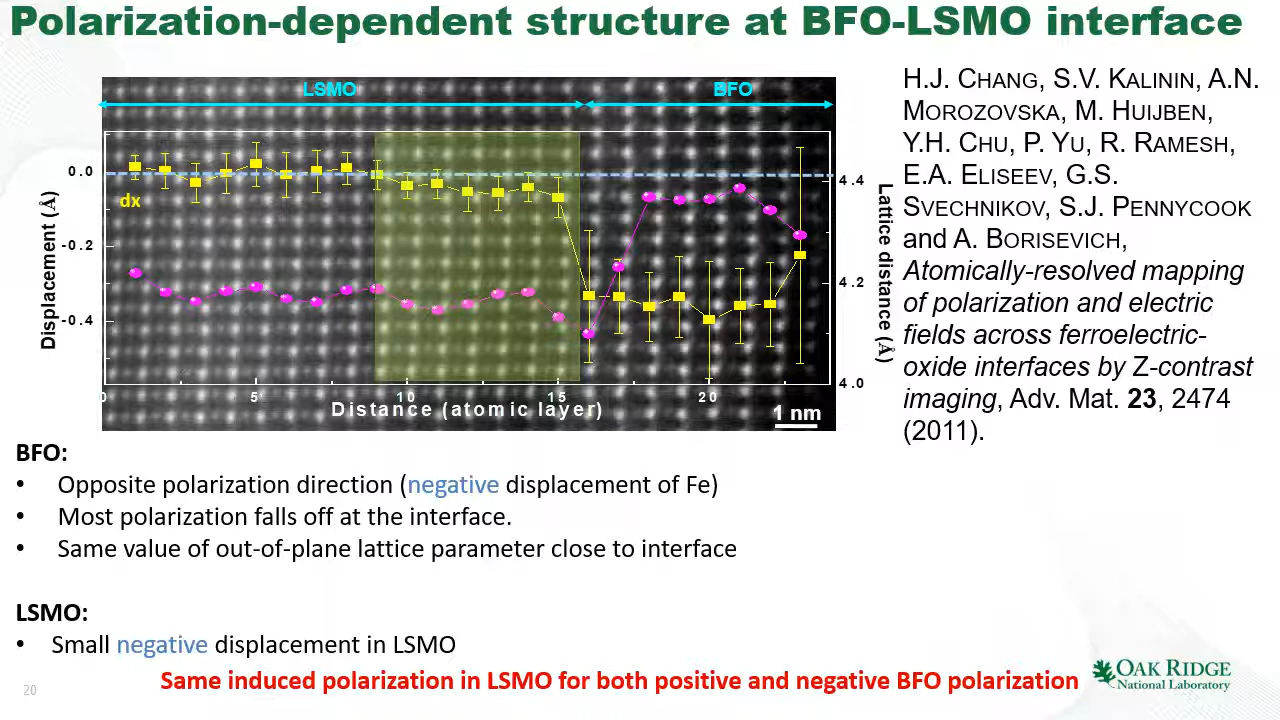 Polarization-dependent structure at BFO-LSMO interface
LSMO
BFO
0.0
-0.2
-0.4
Displacement (Å)
dx
4.4
4.2
4.0
Lattice distance (Å)
0
5
10
15
20
Distance (atomic layer)
1 nm
H.J. CHANG, S.V. KALININ, A.N.
MOROZOVSKA, M. HUIJBEN,
Y.H. CHU, P. YU, R. RAMESH,
E.A. ELISEEV, G.S.
SVECHNIKOV, S.J. PENNYCOOK
and A. BORISEVICH,
Atomically-resolved mapping
of polarization and electric
fields across ferroelectric-
oxide interfaces by Z-contrast
imaging, Adv. Mat. 23, 2474
(2011).
BFO:
• Opposite polarization direction (negative displacement of Fe)
• Most polarization falls off at the interface.
• Same value of out-of-plane lattice parameter close to interface
LSMO:
• Small negative displacement in LSMO
Same induced polarization in LSMO for both positive and negative BFO polarization
20
OAK RIDGE
National Laboratory